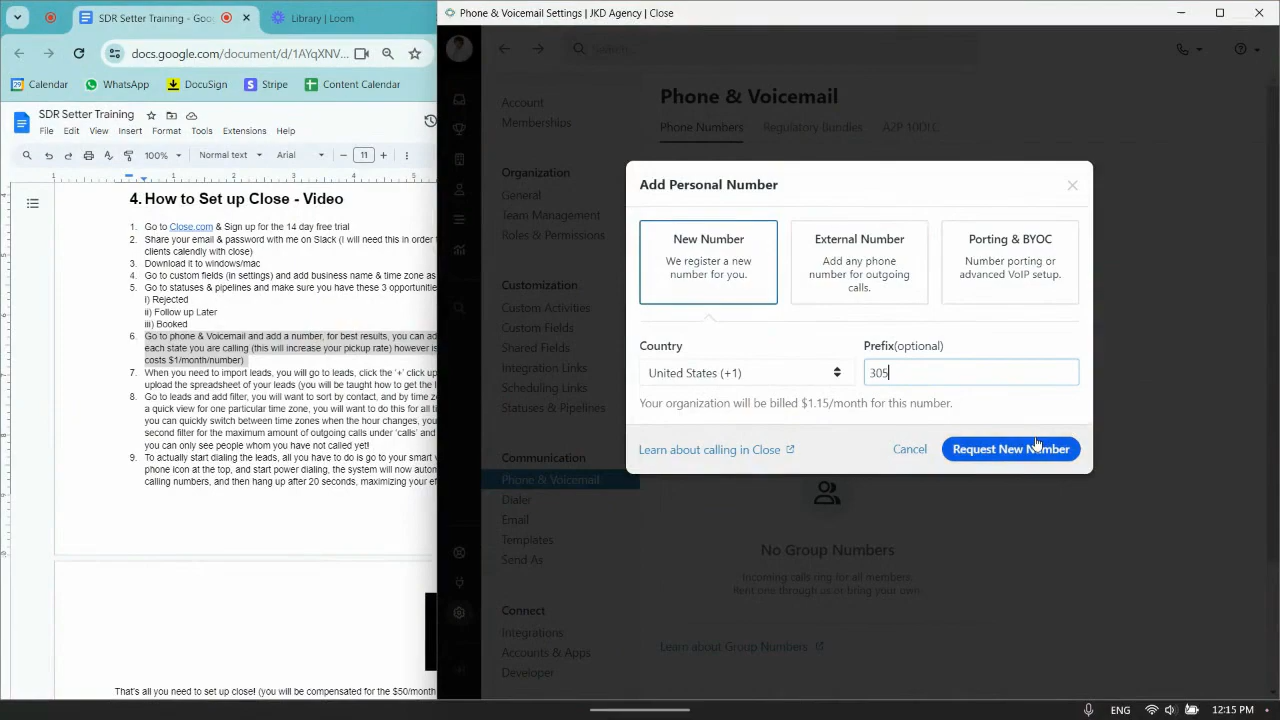 SDR Setter Training - Goo
Library | Loom
docs.google.com/document/d/1AYqXNV...
Calendar
WhatsApp
DocuSign
Stripe
Content Calendar
SDR Setter Training
File Edit View Insert Format Tools Extensions Help
100% Normal text Arial 11
4. How to Set up Close - Video
1. Go to Close.com & Sign up for the 14 day free trial
2. Share your email & password with me on Slack (I will need this in order t
clients calendly with close)
3. Download it to windows/mac
4. Go to custom fields (in settings) and add business name & time zone as
5. Go to statuses & pipelines and make sure you have these 3 opportunities
i) Rejected
ii) Follow up Later
iii) Booked
6. Go to phone & Voicemail and add a number, for best results, you can ad
each state you are calling (this will increase your pickup rate) however is
costs $1/month/number)
7. When you need to import leads, you will go to leads, click the '+' click up
upload the spreadsheet of your leads (you will be taught how to get the l
8. Go to leads and add filter, you will want to sort by contact, and by time z
a quick view for one particular time zone, you will want to do this for all ti
you can quickly switch between time zones when the hour changes, you
second filter for the maximum amount of outgoing calls under 'calls' and
you can only see people whom you have not called yet!
9. To actually start dialing the leads, all you have to do is go to your smart v
phone icon at the top, and start power dialing, the system will now automat
calling numbers, and then hang up after 20 seconds, maximizing your ef
That's all you need to set up close! (you will be compensated for the $50/month
Phone & Voicemail Settings | JKD Agency | Close
Search...
Account
Memberships
Organization
General
Team Management
Roles & Permissions
Customization
Custom Activities
Custom Fields
Shared Fields
Integration Links
Scheduling Links
Statuses & Pipelines
Communication
Phone & Voicemail
Dialer
Email
Templates
Send As
Connect
Integrations
Accounts & Apps
Developer
Phone & Voicemail
Phone Numbers
Regulatory Bundles
A2P 10DLC
Add Personal Number
New Number
We register a new
number for you.
External Number
Add any phone
number for outgoing
calls.
Porting & BYOC
Number porting or
advanced VoIP setup.
Country
United States (+1)
Prefix(optional)
305
Your organization will be billed $1.15/month for this number.
Learn about calling in Close
Cancel
Request New Number
No Group Numbers
Incoming calls ring for all members.
Rent one through us or bring your own.
Learn about Group Numbers
ENG
12:15 PM